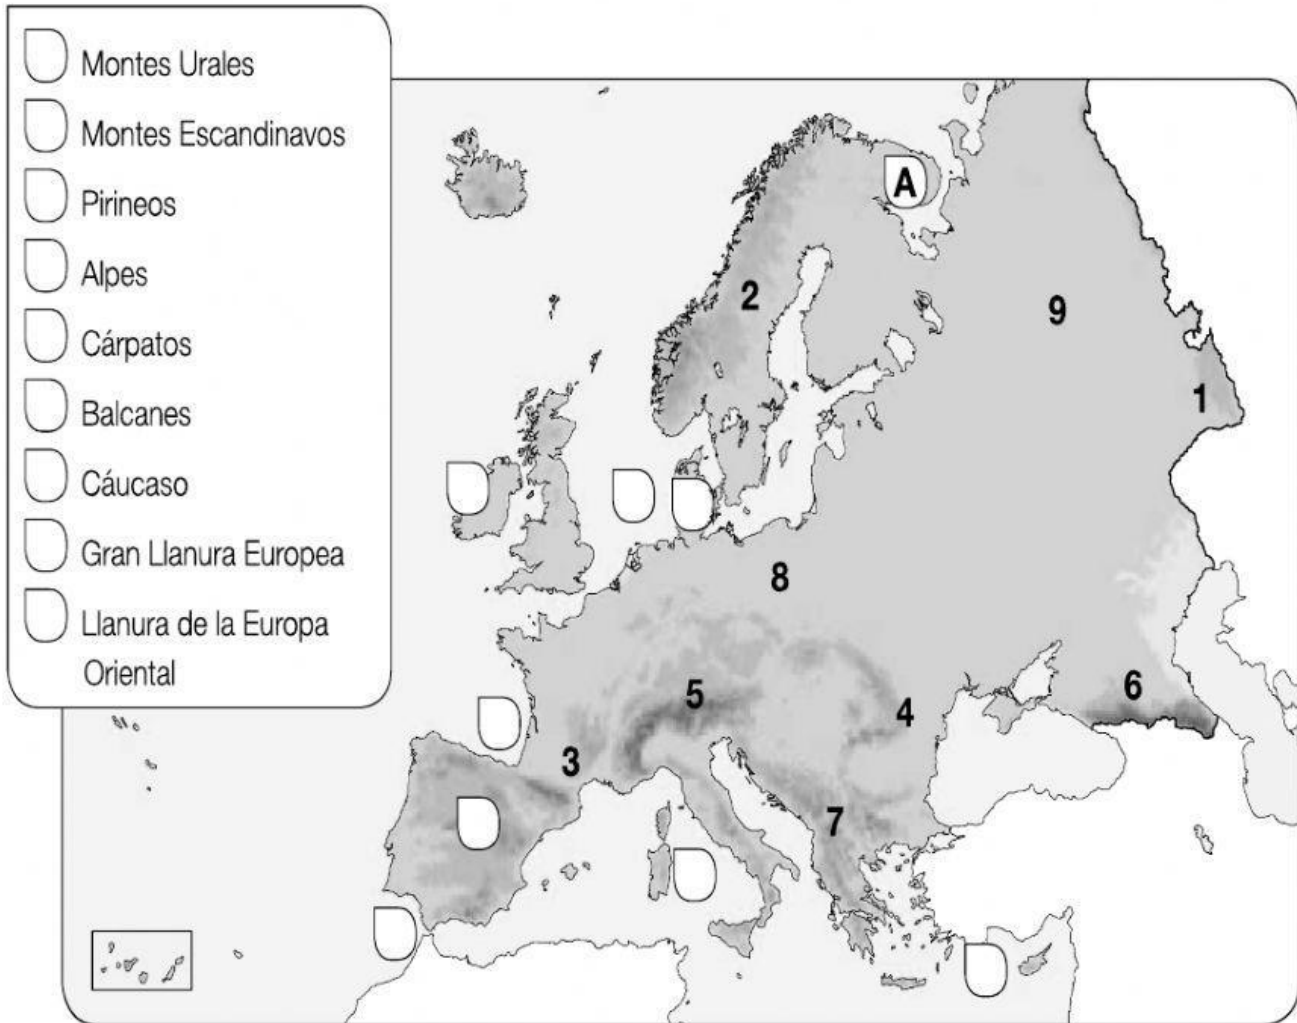 Montes Urales
Montes Escandinavos
Pirineos
Alpes
Cárpatos
Balcanes
Cáucaso
Gran Llanura Europea
Llanura de la Europa
Oriental
A
2
9
1
8
5
4
6
3
7